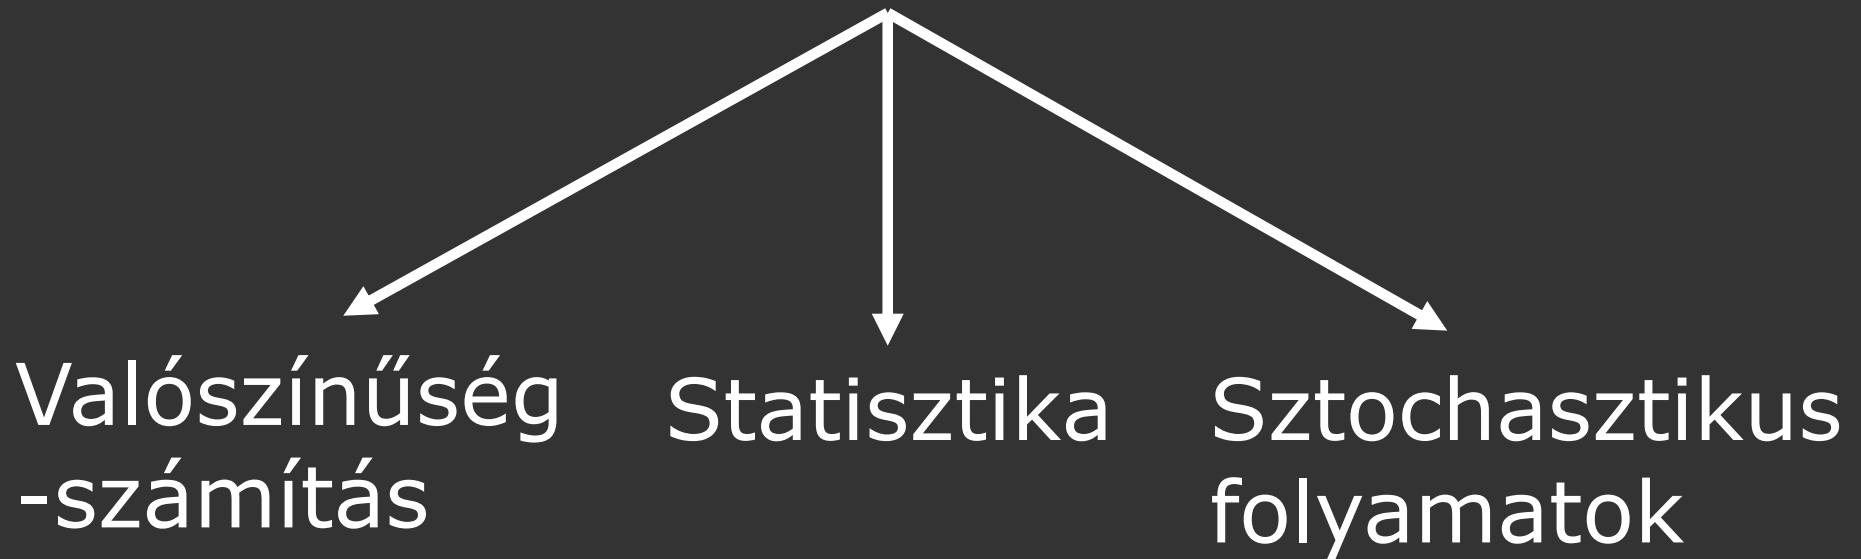 Valószínűség
-számítás
Statisztika
Sztochasztikus
folyamatok